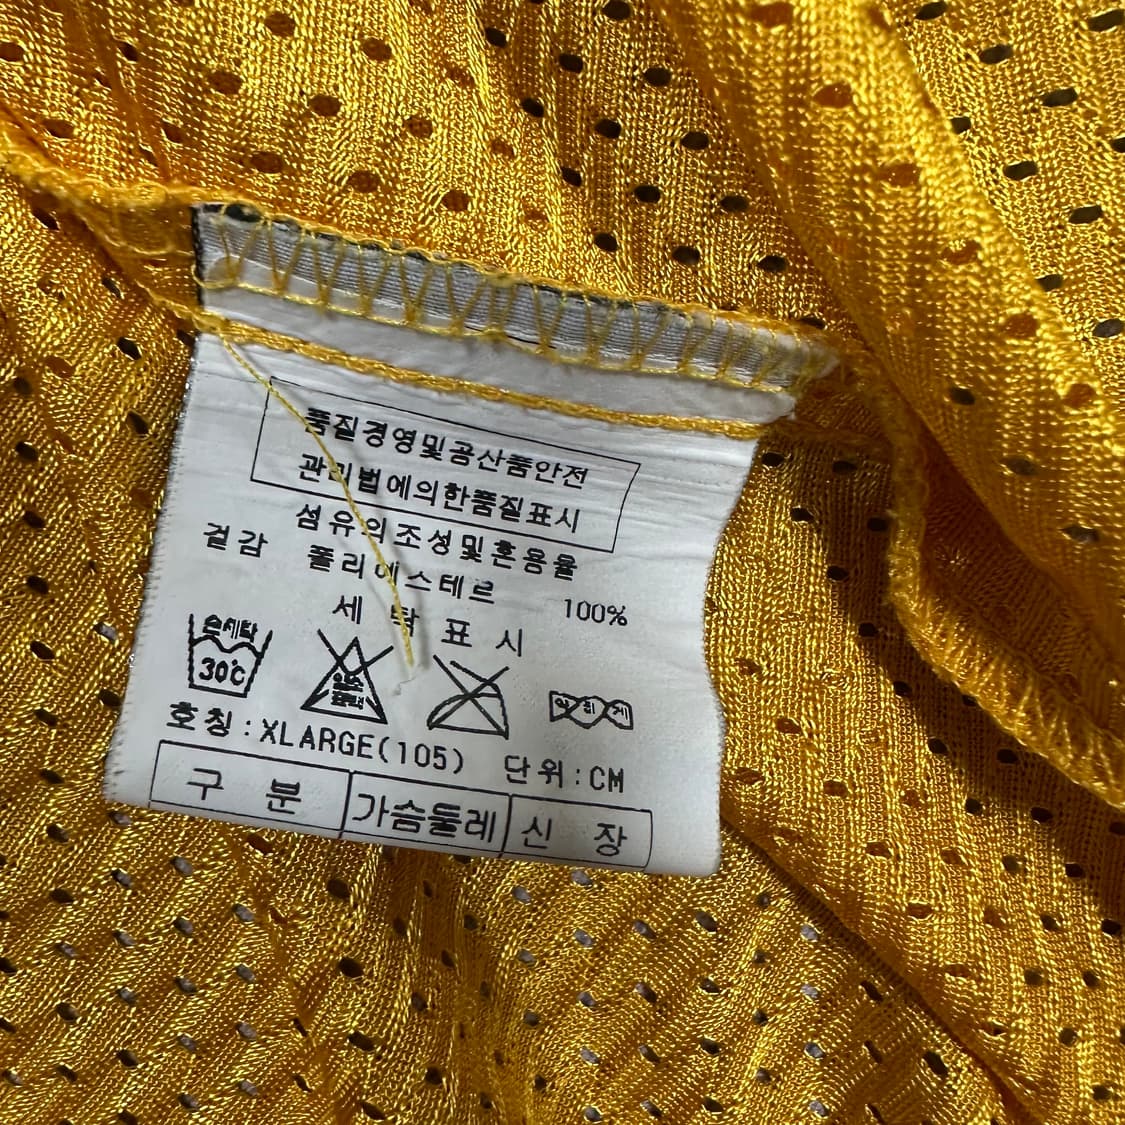 품질경영및공산품안전
관리법에의한품질표시
섬유의조성및혼용율
겉감 폴리에스테르 100%
세탁표시
손세탁
30℃
약하게
호칭:XLARGE(105) 단위:CM
구 분 가슴둘레 신 장